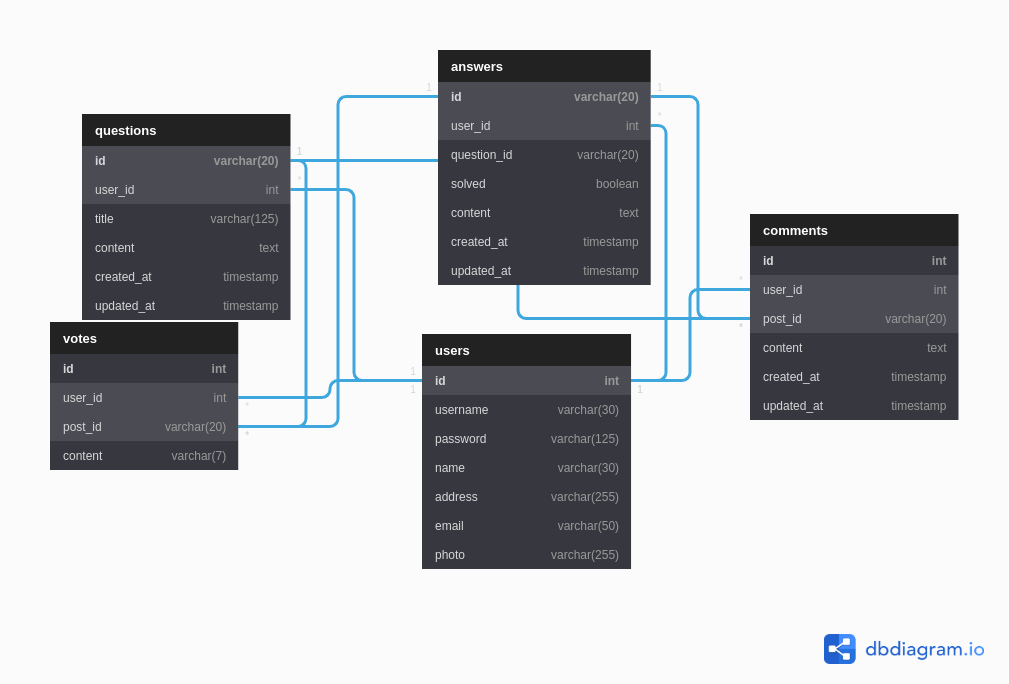 questions
id varchar(20)
user_id int
title varchar(125)
content text
created_at timestamp
updated_at timestamp
votes
id int
user_id int
post_id varchar(20)
content varchar(7)
answers
id varchar(20)
user_id int
question_id varchar(20)
solved boolean
content text
created_at timestamp
updated_at timestamp
users
id int
username varchar(30)
password varchar(125)
name varchar(30)
address varchar(255)
email varchar(50)
photo varchar(255)
comments
id int
user_id int
post_id varchar(20)
content text
created_at timestamp
updated_at timestamp
1
*
*
*
1
1
1
1
*
1
*
*
dbdiagram.io